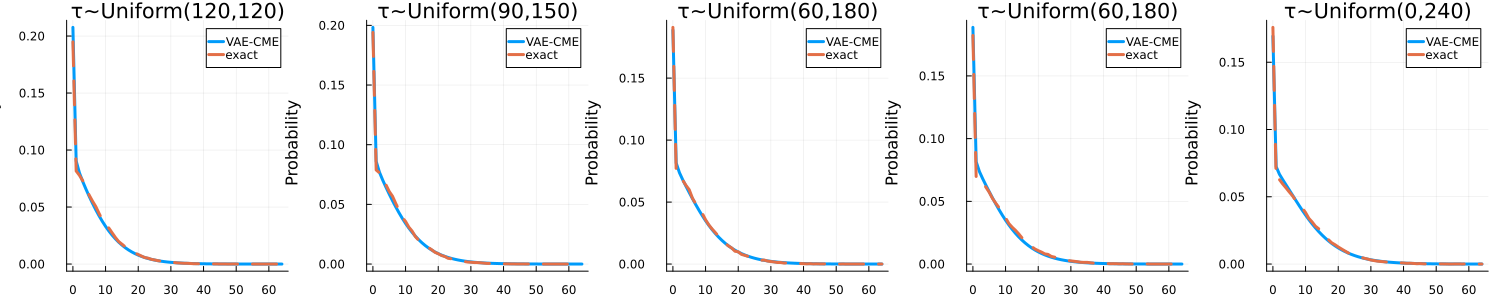 τ~Uniform(120,120)
VAE-CME
exact
0.20
0.15
0.10
0.05
0.00
0 10 20 30 40 50 60
τ~Uniform(90,150)
VAE-CME
exact
Probability
0.20
0.15
0.10
0.05
0.00
0 10 20 30 40 50 60
τ~Uniform(60,180)
VAE-CME
exact
Probability
0.15
0.10
0.05
0.00
0 10 20 30 40 50 60
τ~Uniform(60,180)
VAE-CME
exact
Probability
0.15
0.10
0.05
0.00
0 10 20 30 40 50 60
τ~Uniform(0,240)
VAE-CME
exact
Probability
0.15
0.10
0.05
0.00
0 10 20 30 40 50 60